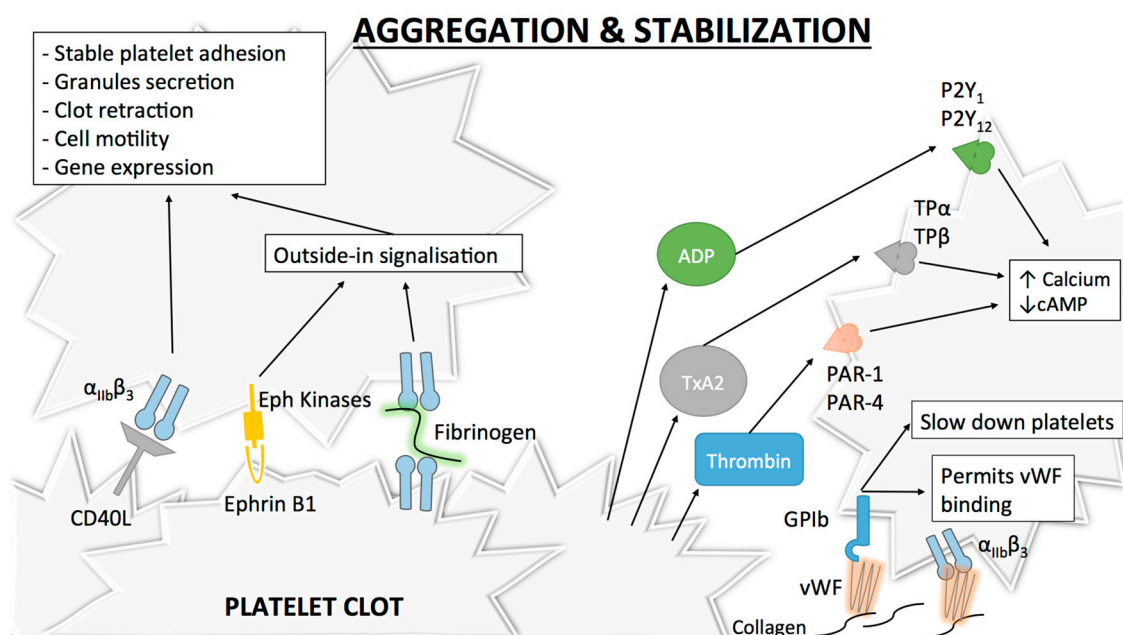 AGGREGATION & STABILIZATION
- Stable platelet adhesion
- Granules secretion
- Clot retraction
- Cell motility
- Gene expression
Outside-in signalisation
α_IIbβ₃
Eph Kinases
Fibrinogen
CD40L
Ephrin B1
PLATELET CLOT
ADP
TxA2
Thrombin
P2Y₁
P2Y₁₂
TPα
TPβ
↑ Calcium
↓cAMP
PAR-1
PAR-4
Slow down platelets
Permits vWF
binding
GPIb
α_IIbβ₃
vWF
Collagen